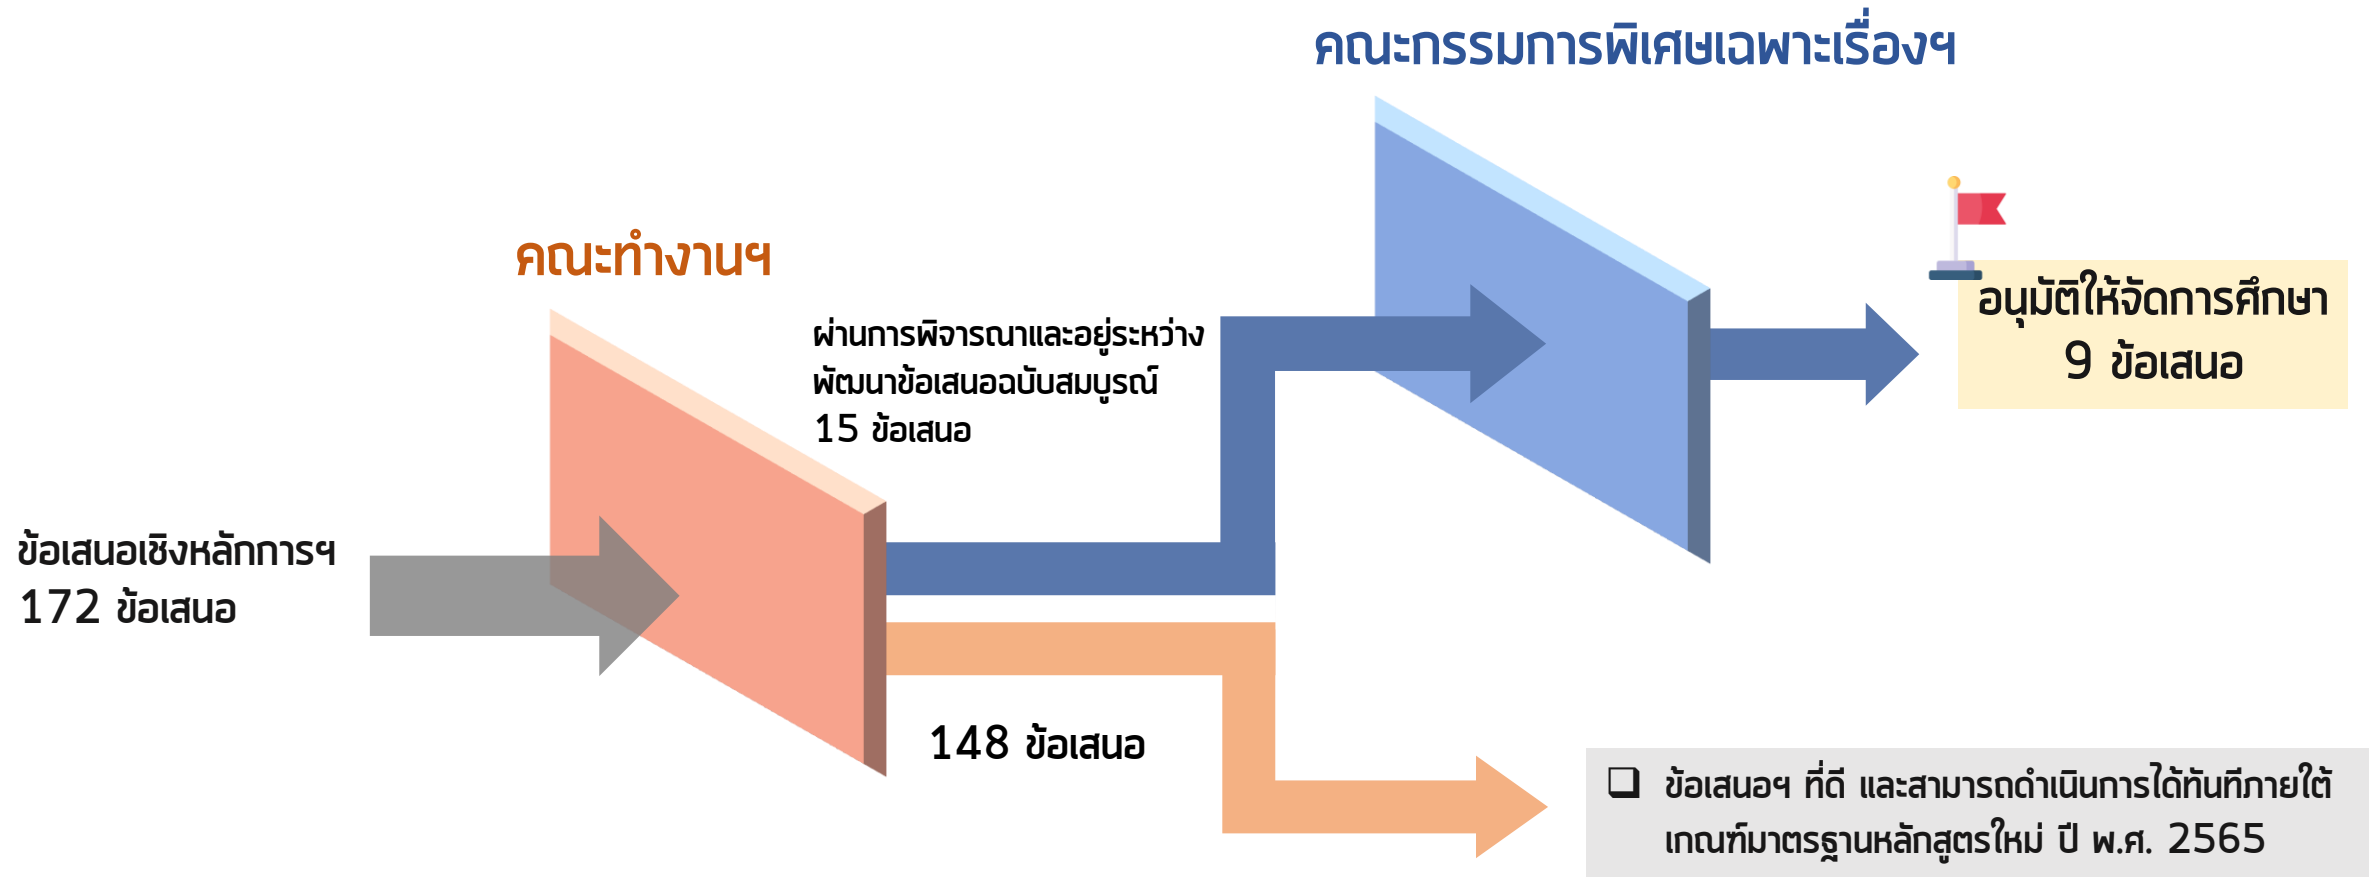 คณะกรรมการพิเศษเฉพาะเรื่องฯ
คณะทำงานฯ
ผ่านการพิจารณาและอยู่ระหว่าง
พัฒนาข้อเสนอฉบับสมบูรณ์
15 ข้อเสนอ
อนุมัติให้จัดการศึกษา
9 ข้อเสนอ
ข้อเสนอเชิงหลักการฯ
172 ข้อเสนอ
148 ข้อเสนอ
ข้อเสนอฯ ที่ดี และสามารถดำเนินการได้ทันทีภายใต้
เกณฑ์มาตรฐานหลักสูตรใหม่ ปี พ.ศ. 2565